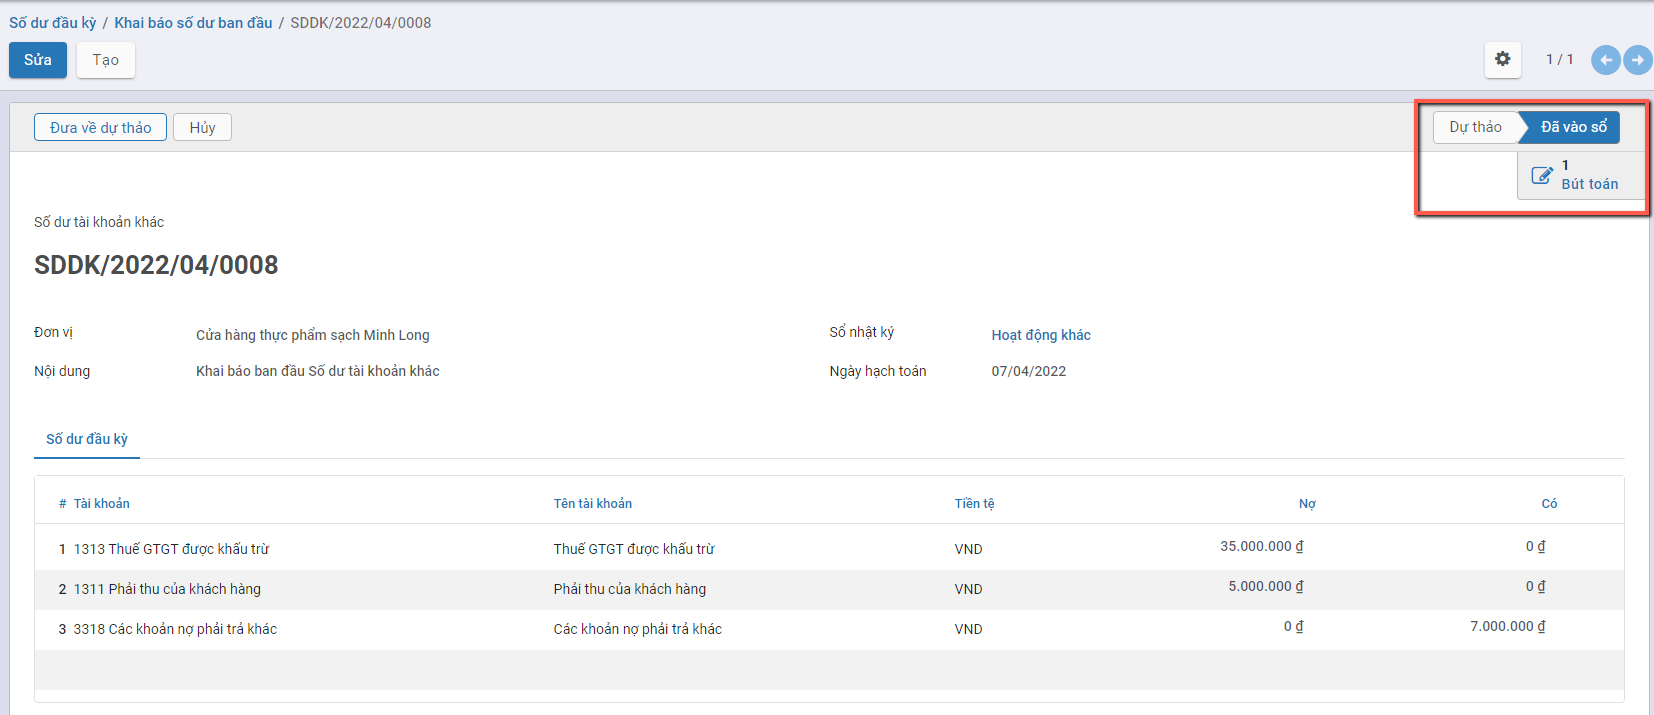 Số dư đầu kỳ / Khai báo số dư ban đầu / SDDK/2022/04/0008
Sửa Tạo 1 / 1
Đưa về dự thảo Hủy Dự thảo Đã vào sổ
1
Bút toán
Số dư tài khoản khác
SDDK/2022/04/0008
Đơn vị Cửa hàng thực phẩm sạch Minh Long Sổ nhật ký Hoạt động khác
Nội dung Khai báo ban đầu Số dư tài khoản khác Ngày hạch toán 07/04/2022
Số dư đầu kỳ
# Tài khoản Tên tài khoản Tiền tệ Nợ Có
1 1313 Thuế GTGT được khấu trừ Thuế GTGT được khấu trừ VND 35.000.000 ₫ 0 ₫
2 1311 Phải thu của khách hàng Phải thu của khách hàng VND 5.000.000 ₫ 0 ₫
3 3318 Các khoản nợ phải trả khác Các khoản nợ phải trả khác VND 0 ₫ 7.000.000 ₫